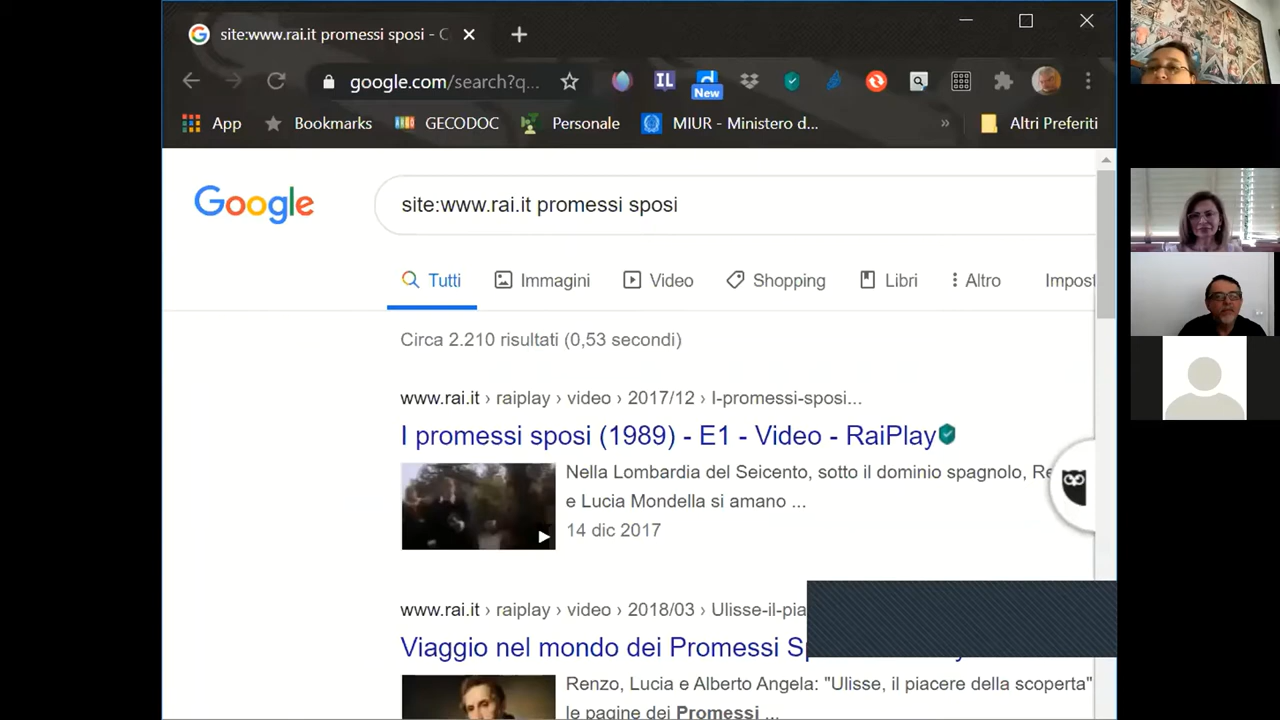 site:www.rai.it promessi sposi - G
google.com/search?q...
IL
New
App
Bookmarks
GECODOC
Personale
MIUR - Ministero d...
»
Altri Preferiti
Google
site:www.rai.it promessi sposi
Tutti
Immagini
Video
Shopping
Libri
Altro
Impost
Circa 2.210 risultati (0,53 secondi)
www.rai.it › raiplay › video › 2017/12 › I-promessi-sposi...
I promessi sposi (1989) - E1 - Video - RaiPlay
Nella Lombardia del Seicento, sotto il dominio spagnolo, Re
e Lucia Mondella si amano ...
14 dic 2017
www.rai.it › raiplay › video › 2018/03 › Ulisse-il-pia
Viaggio nel mondo dei Promessi Sp
Renzo, Lucia e Alberto Angela: "Ulisse, il piacere della scoperta"
le pagine dei Promessi ...